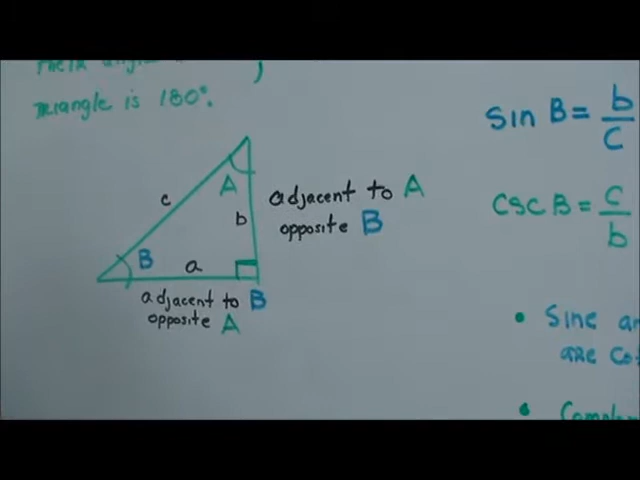 triangle is 180°.
A
c
b
B
a
adjacent to A
opposite B
adjacent to B
opposite A
Sin B = b/c
csc B = c/b
• Sine
are
•